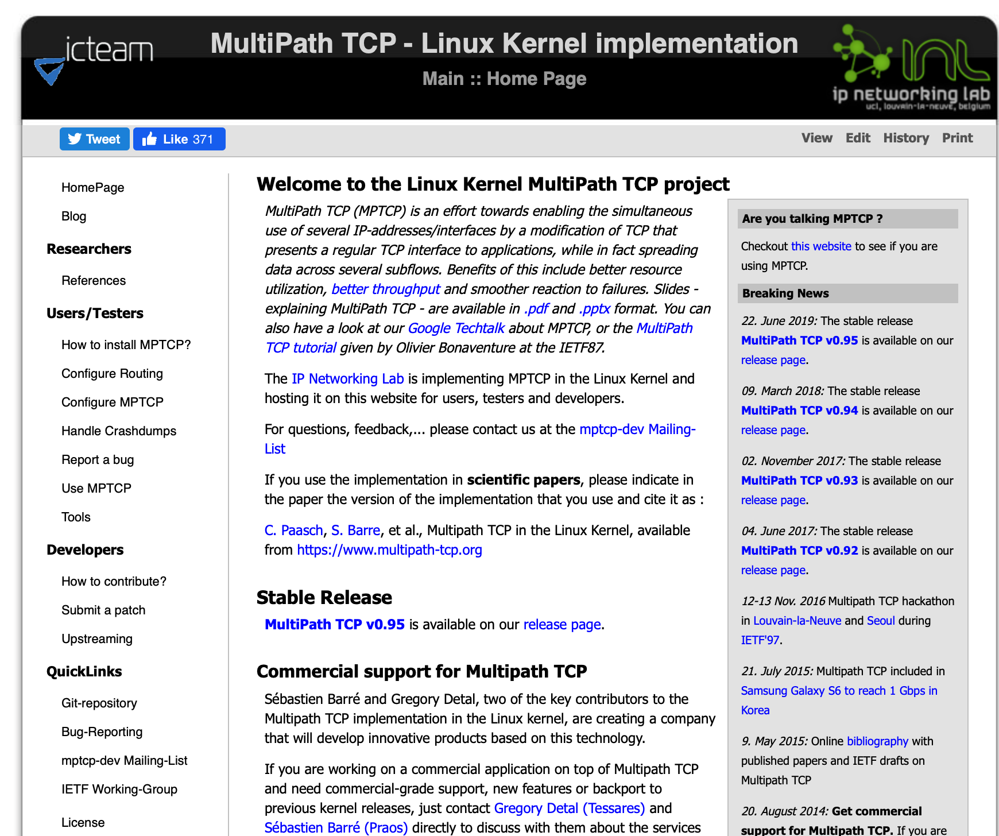 icteam
MultiPath TCP - Linux Kernel implementation
Main :: Home Page
ip networking lab
ucl, louvain-la-neuve, belgium
Tweet
Like 371
View Edit History Print
HomePage
Blog
Researchers
References
Users/Testers
How to install MPTCP?
Configure Routing
Configure MPTCP
Handle Crashdumps
Report a bug
Use MPTCP
Tools
Developers
How to contribute?
Submit a patch
Upstreaming
QuickLinks
Git-repository
Bug-Reporting
mptcp-dev Mailing-List
IETF Working-Group
License
Welcome to the Linux Kernel MultiPath TCP project
MultiPath TCP (MPTCP) is an effort towards enabling the simultaneous
use of several IP-addresses/interfaces by a modification of TCP that
presents a regular TCP interface to applications, while in fact spreading
data across several subflows. Benefits of this include better resource
utilization, better throughput and smoother reaction to failures. Slides -
explaining MultiPath TCP - are available in .pdf and .pptx format. You can
also have a look at our Google Techtalk about MPTCP, or the MultiPath
TCP tutorial given by Olivier Bonaventure at the IETF87.
The IP Networking Lab is implementing MPTCP in the Linux Kernel and
hosting it on this website for users, testers and developers.
For questions, feedback,... please contact us at the mptcp-dev Mailing-
List
If you use the implementation in scientific papers, please indicate in
the paper the version of the implementation that you use and cite it as :
C. Paasch, S. Barre, et al., Multipath TCP in the Linux Kernel, available
from https://www.multipath-tcp.org
Stable Release
MultiPath TCP v0.95 is available on our release page.
Commercial support for Multipath TCP
Sébastien Barré and Gregory Detal, two of the key contributors to the
Multipath TCP implementation in the Linux kernel, are creating a company
that will develop innovative products based on this technology.
If you are working on a commercial application on top of Multipath TCP
and need commercial-grade support, new features or backport to
previous kernel releases, just contact Gregory Detal (Tessares) and
Sébastien Barré (Praos) directly to discuss with them about the services
Are you talking MPTCP ?
Checkout this website to see if you are
using MPTCP.
Breaking News
22. June 2019: The stable release
MultiPath TCP v0.95 is available on our
release page.
09. March 2018: The stable release
MultiPath TCP v0.94 is available on our
release page.
02. November 2017: The stable release
MultiPath TCP v0.93 is available on our
release page.
04. June 2017: The stable release
MultiPath TCP v0.92 is available on our
release page.
12-13 Nov. 2016 Multipath TCP hackathon
in Louvain-la-Neuve and Seoul during
IETF'97.
21. July 2015: Multipath TCP included in
Samsung Galaxy S6 to reach 1 Gbps in
Korea
9. May 2015: Online bibliography with
published papers and IETF drafts on
Multipath TCP
20. August 2014: Get commercial
support for Multipath TCP. If you are